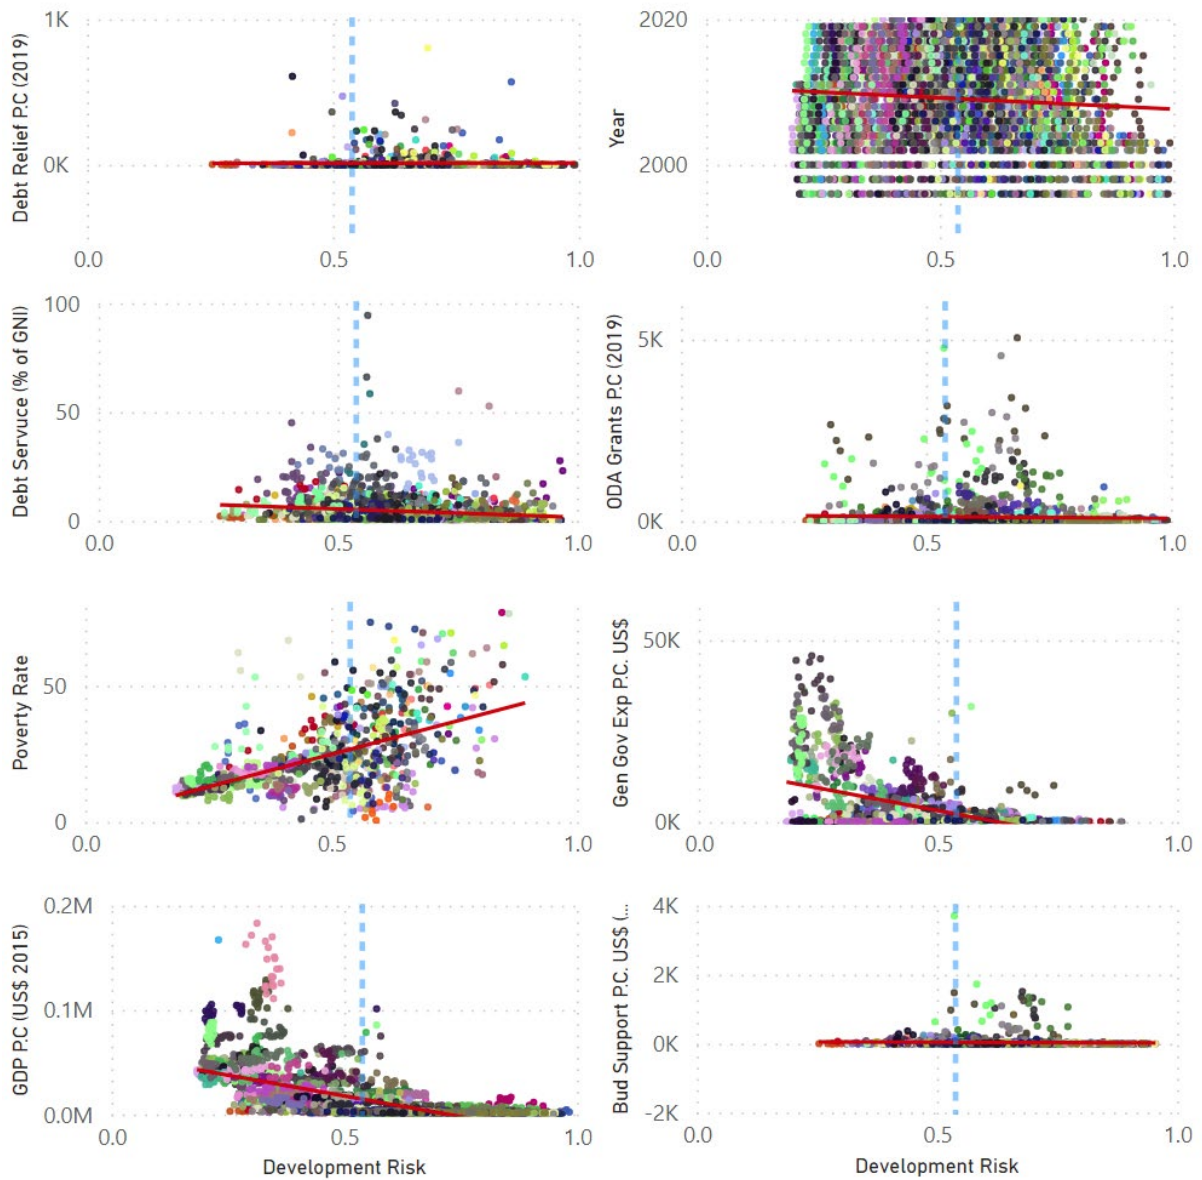 1K
0K
Debt Relief P.C (2019)
0.0 0.5 1.0
2020
2000
Year
0.0 0.5 1.0
100
50
0
Debt Servuce (% of GNI)
0.0 0.5 1.0
5K
0K
ODA Grants P.C (2019)
0.0 0.5 1.0
50
0
Poverty Rate
0.0 0.5 1.0
50K
0K
Gen Gov Exp P.C. US$
0.0 0.5 1.0
0.2M
0.1M
0.0M
GDP P.C (US$ 2015)
0.0 0.5 1.0
Development Risk
4K
2K
0K
-2K
Bud Support P.C. US$ (...
0.0 0.5 1.0
Development Risk